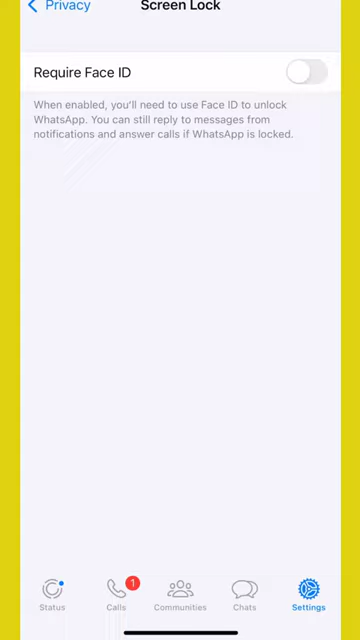 Privacy
Screen Lock
Require Face ID
When enabled, you'll need to use Face ID to unlock
WhatsApp. You can still reply to messages from
notifications and answer calls if WhatsApp is locked.
1
Status
Calls
Communities
Chats
Settings